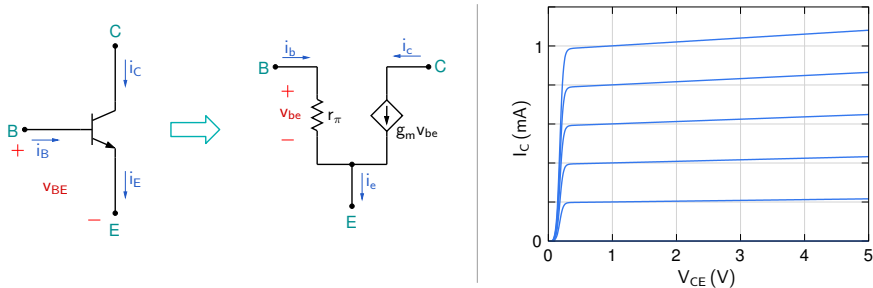 C
i_C
B
+
i_B
v_BE
i_E
−
E
i_b
i_c
B
C
+
v_be
−
r_π
g_m v_be
i_e
E
I_C (mA)
1
0
0 1 2 3 4 5
V_CE (V)